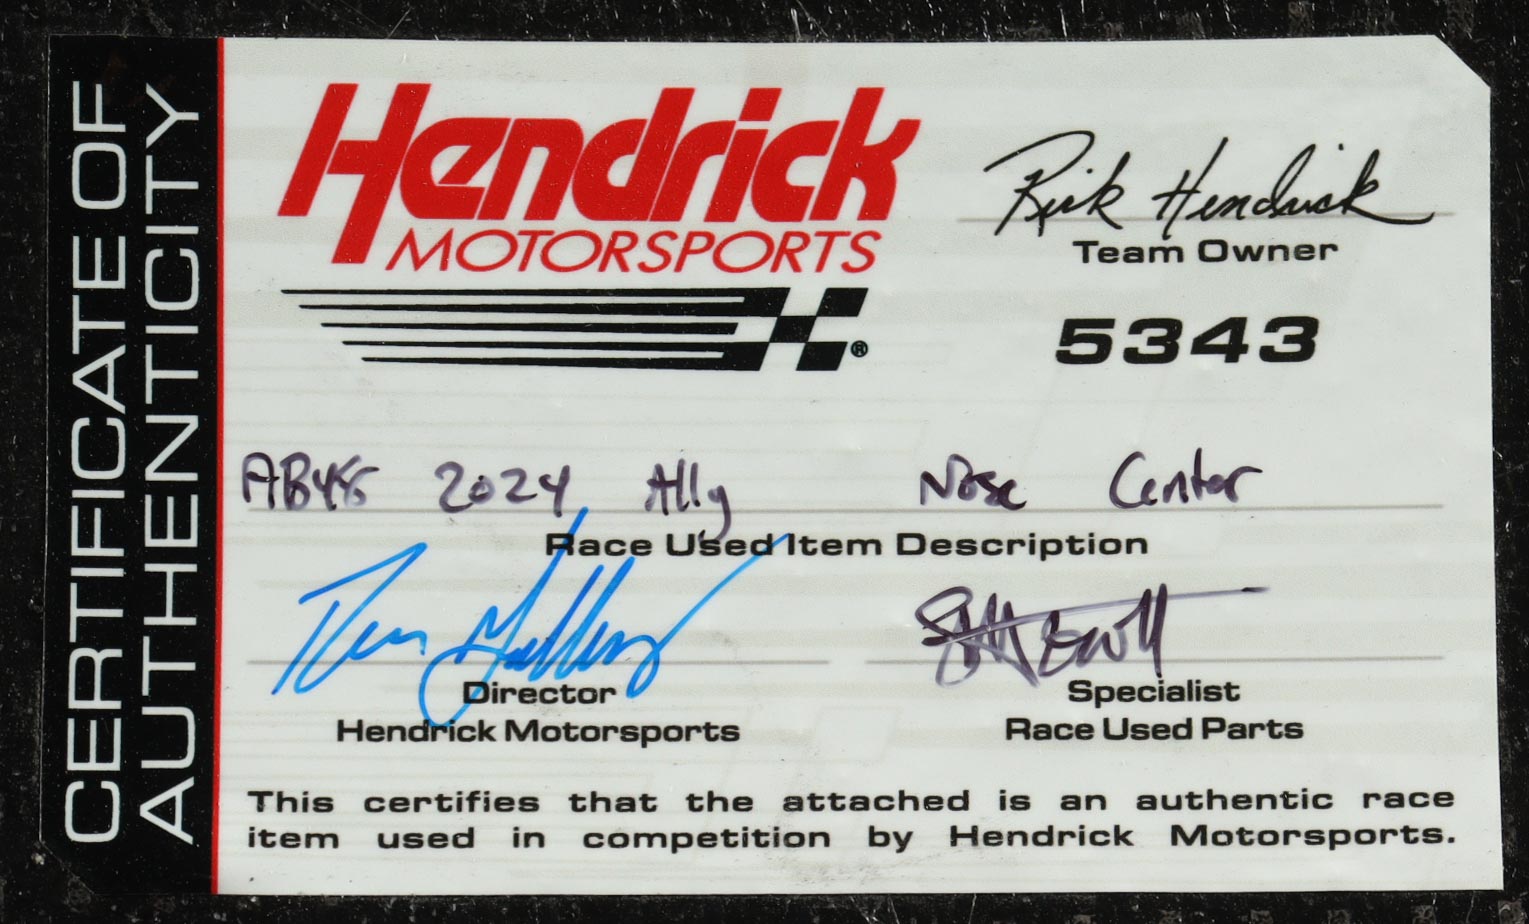 CERTIFICATE OF
AUTHENTICITY
Hendrick
MOTORSPORTS
®
Rick Hendrick
Team Owner
5343
AB48 2024 Ally Nose Center
Race Used Item Description
Director
Hendrick Motorsports
Specialist
Race Used Parts
This certifies that the attached is an authentic race
item used in competition by Hendrick Motorsports.